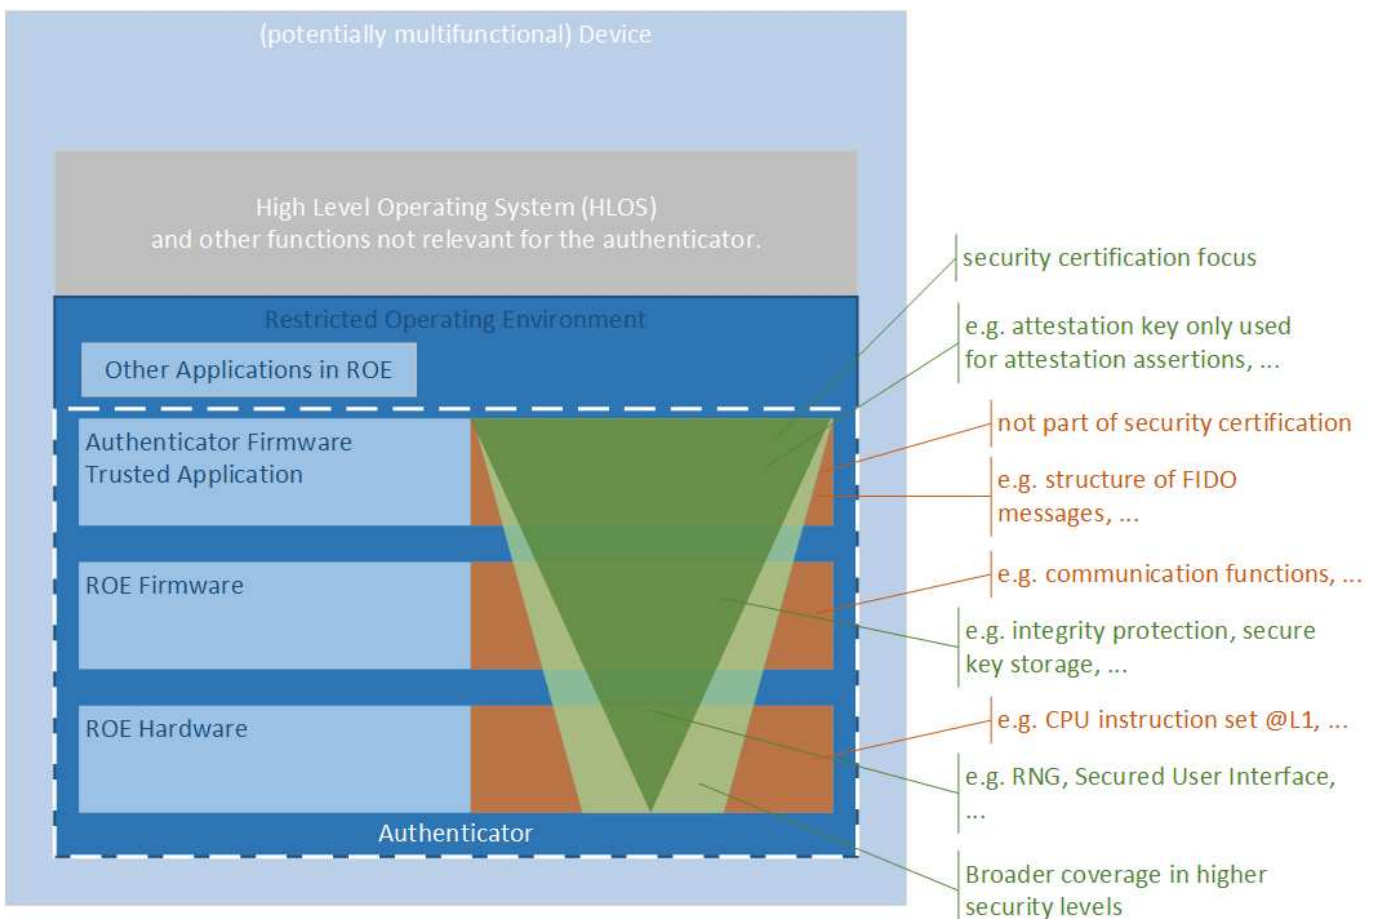 (potentially multifunctional) Device
High Level Operating System (HLOS)
and other functions not relevant for the authenticator.
Restricted Operating Environment
Other Applications in ROE
Authenticator Firmware
Trusted Application
ROE Firmware
ROE Hardware
Authenticator
security certification focus
e.g. attestation key only used
for attestation assertions, ...
not part of security certification
e.g. structure of FIDO
messages, ...
e.g. communication functions, ...
e.g. integrity protection, secure
key storage, ...
e.g. CPU instruction set @L1, ...
e.g. RNG, Secured User Interface,
...
Broader coverage in higher
security levels